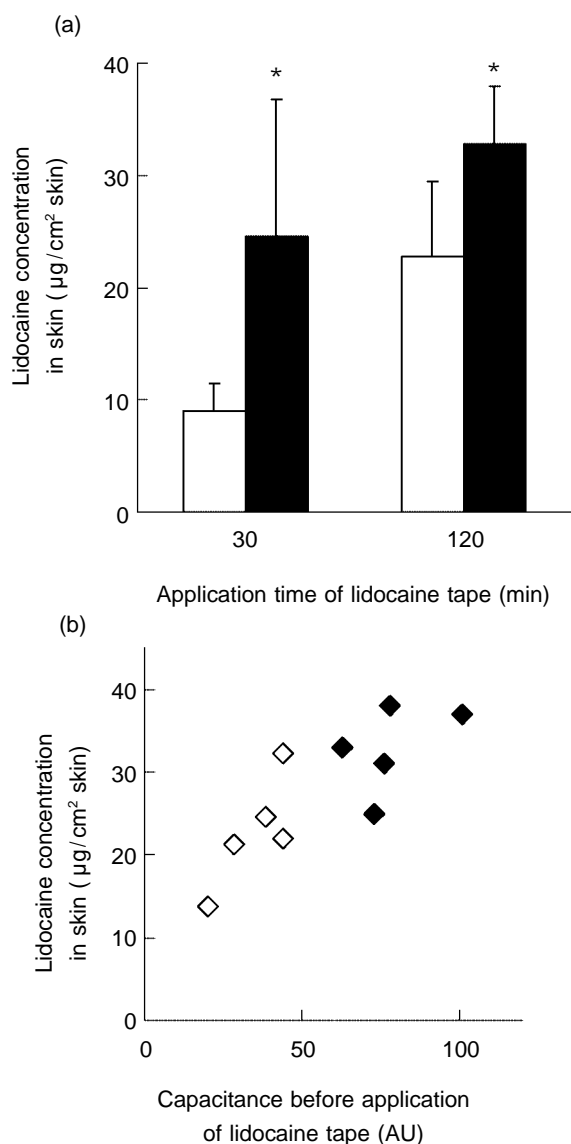 (a)
40
30
20
10
0
Lidocaine concentration
in skin ( µg/cm² skin)
*
*
30
120
Application time of lidocaine tape (min)
(b)
40
30
20
10
0
Lidocaine concentration
in skin ( µg/cm² skin)
0
50
100
Capacitance before application
of lidocaine tape (AU)